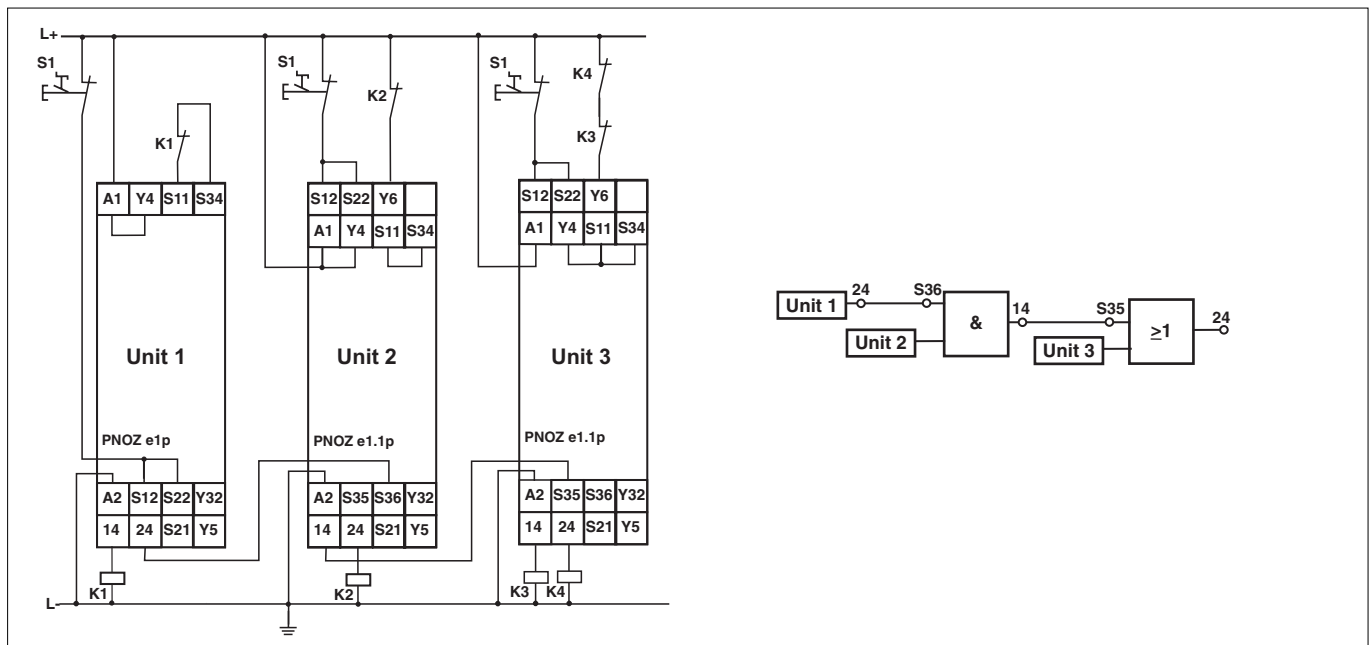 L+
S1
S1
S1
K4
K2
K3
K1
A1 Y4 S11 S34
S12 S22 Y6
A1 Y4 S11 S34
S12 S22 Y6
A1 Y4 S11 S34
Unit 1
Unit 2
Unit 3
PNOZ e1p
PNOZ e1.1p
PNOZ e1.1p
A2 S12 S22 Y32
14 24 S21 Y5
A2 S35 S36 Y32
14 24 S21 Y5
A2 S35 S36 Y32
14 24 S21 Y5
K1
K2
K3
K4
L-
Unit 1
24
S36
&
14
S35
≥1
24
Unit 2
Unit 3